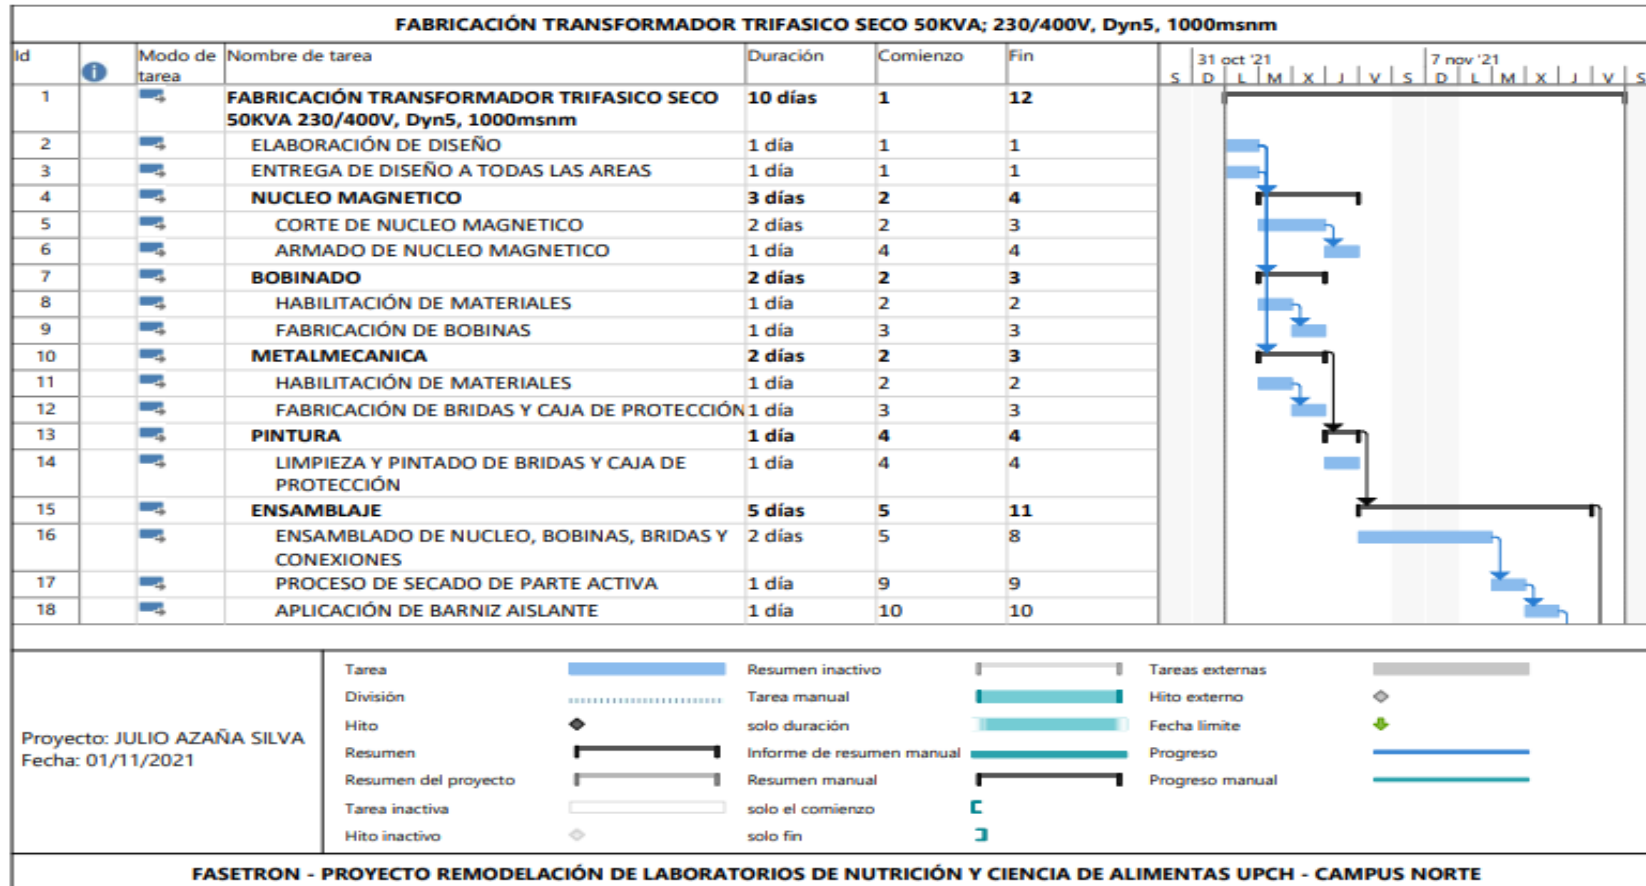 FABRICACIÓN TRANSFORMADOR TRIFASICO SECO 50KVA; 230/400V, Dyn5, 1000msnm
Id Modo de tarea Nombre de tarea Duración Comienzo Fin
31 oct '21 7 nov '21
S D L M X J V S D L M X J V S
1 FABRICACIÓN TRANSFORMADOR TRIFASICO SECO 10 días 1 12
50KVA 230/400V, Dyn5, 1000msnm
2 ELABORACIÓN DE DISEÑO 1 día 1 1
3 ENTREGA DE DISEÑO A TODAS LAS AREAS 1 día 1 1
4 NUCLEO MAGNETICO 3 días 2 4
5 CORTE DE NUCLEO MAGNETICO 2 días 2 3
6 ARMADO DE NUCLEO MAGNETICO 1 día 4 4
7 BOBINADO 2 días 2 3
8 HABILITACIÓN DE MATERIALES 1 día 2 2
9 FABRICACIÓN DE BOBINAS 1 día 3 3
10 METALMECANICA 2 días 2 3
11 HABILITACIÓN DE MATERIALES 1 día 2 2
12 FABRICACIÓN DE BRIDAS Y CAJA DE PROTECCIÓN 1 día 3 3
13 PINTURA 1 día 4 4
14 LIMPIEZA Y PINTADO DE BRIDAS Y CAJA DE 1 día 4 4
PROTECCIÓN
15 ENSAMBLAJE 5 días 5 11
16 ENSAMBLADO DE NUCLEO, BOBINAS, BRIDAS Y 2 días 5 8
CONEXIONES
17 PROCESO DE SECADO DE PARTE ACTIVA 1 día 9 9
18 APLICACIÓN DE BARNIZ AISLANTE 1 día 10 10
Proyecto: JULIO AZAÑA SILVA
Fecha: 01/11/2021
Tarea Resumen inactivo Tareas externas
División Tarea manual Hito externo
Hito solo duración Fecha límite
Resumen Informe de resumen manual Progreso
Resumen del proyecto Resumen manual Progreso manual
Tarea inactiva solo el comienzo
Hito inactivo solo fin
FASETRON - PROYECTO REMODELACIÓN DE LABORATORIOS DE NUTRICIÓN Y CIENCIA DE ALIMENTAS UPCH - CAMPUS NORTE